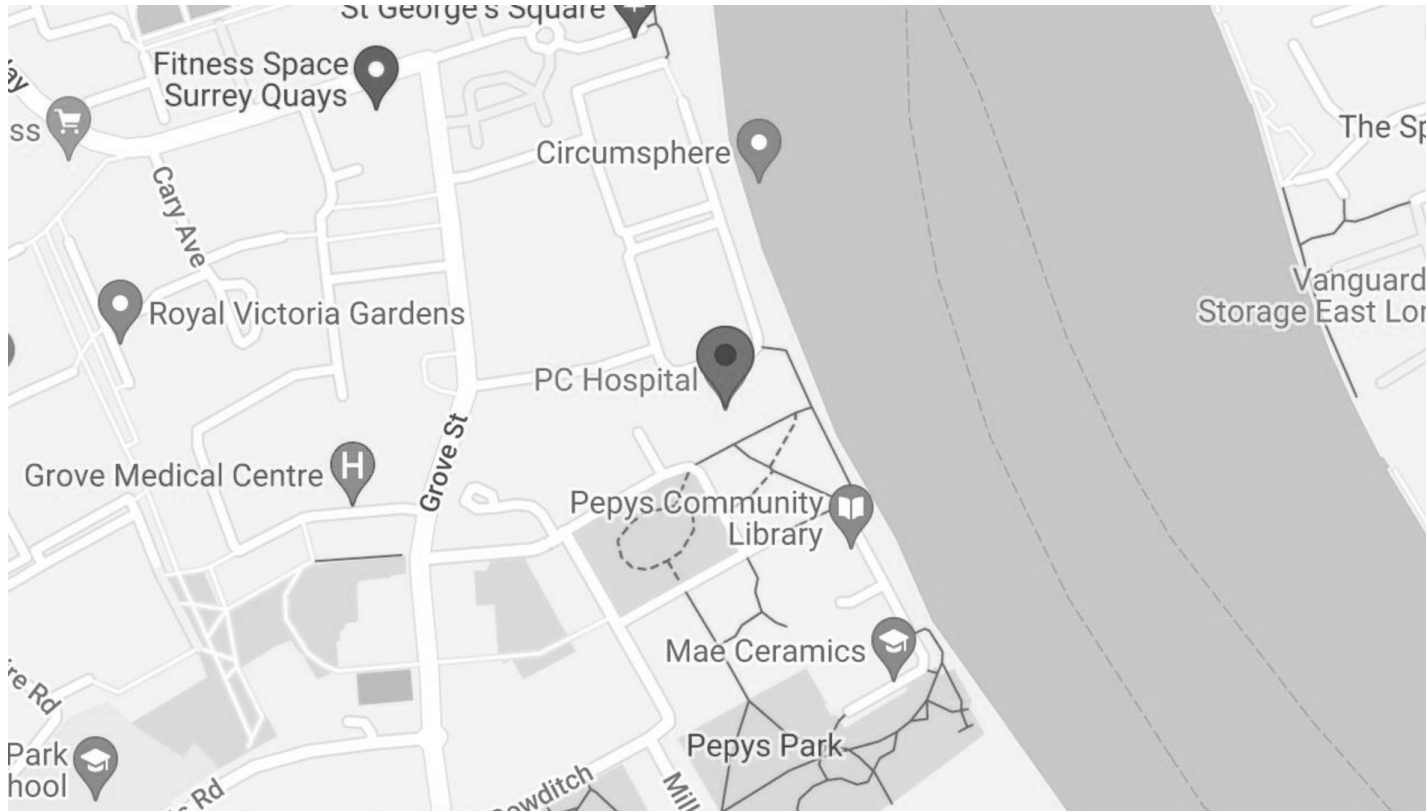 St George's Square
Fitness Space
Surrey Quays
ss
Circumsphere
The Sp
Cary Ave
Vanguard
Storage East Lor
Royal Victoria Gardens
PC Hospital
Grove St
Grove Medical Centre
H
Pepys Community
Library
Mae Ceramics
re Rd
Pepys Park
Park
hool
s Rd
Bowditch
Mill